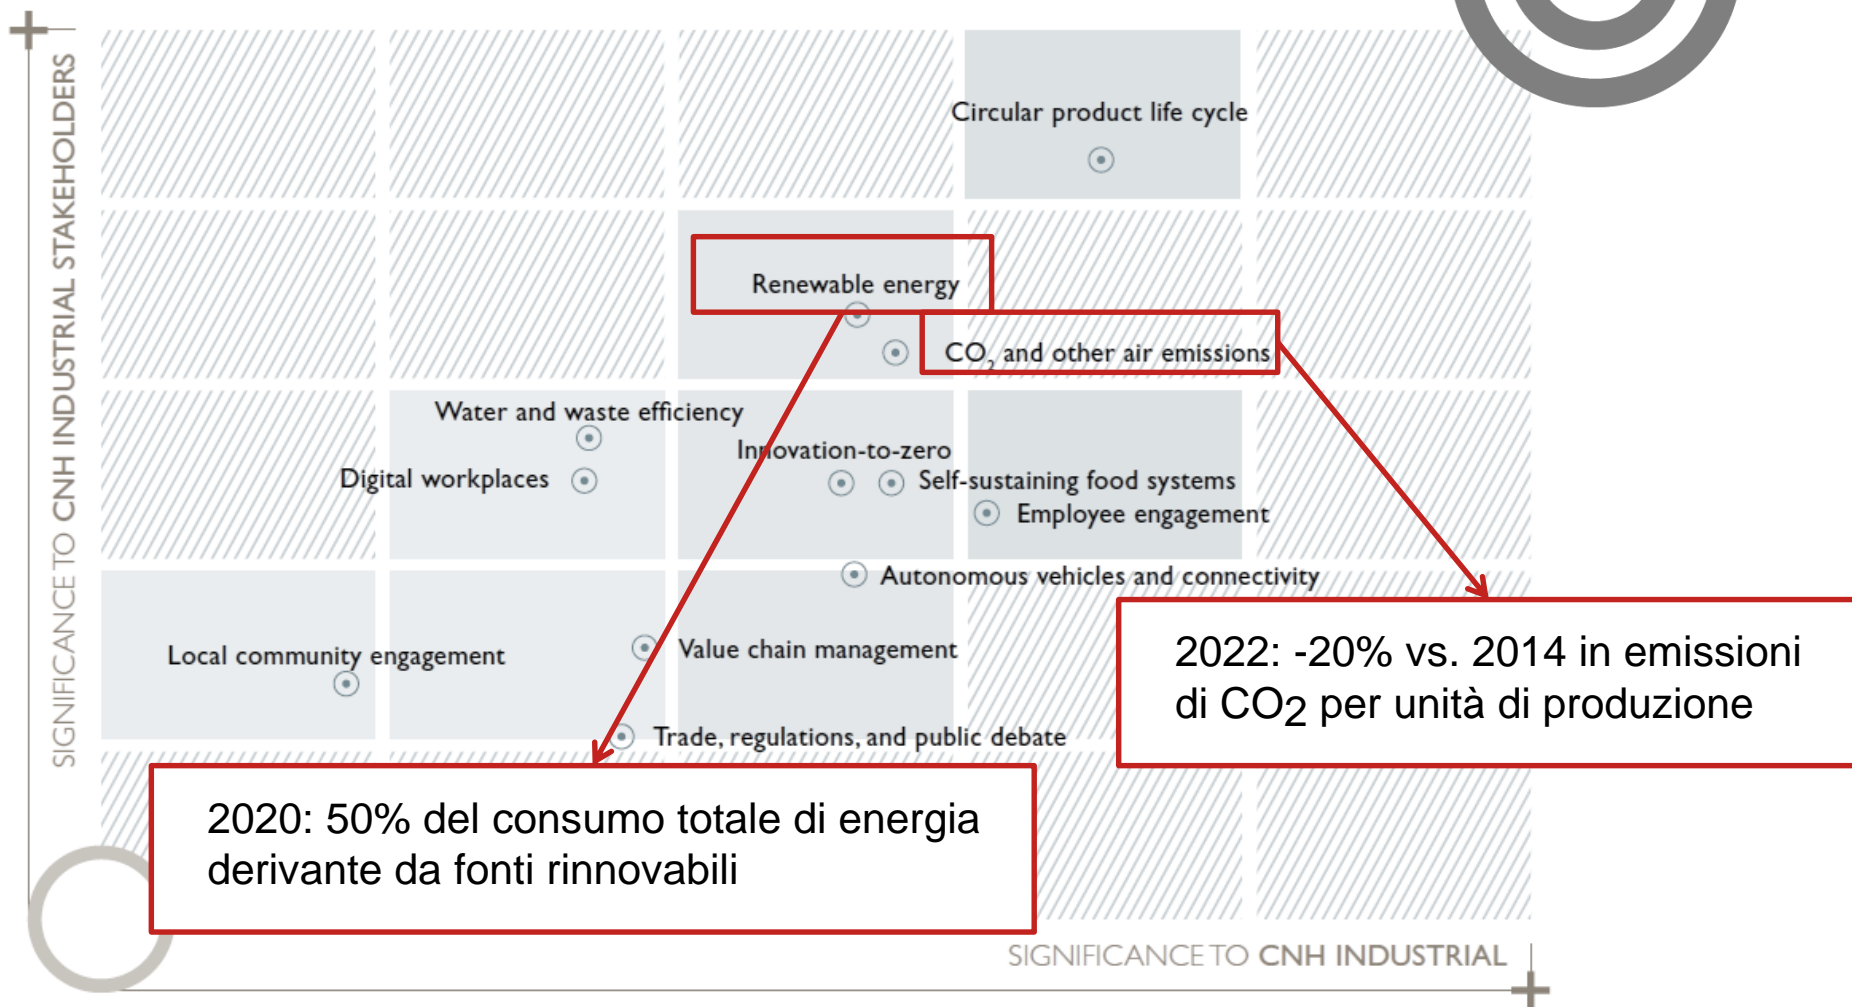 SIGNIFICANCE TO CNH INDUSTRIAL STAKEHOLDERS
Circular product life cycle
Renewable energy
CO2 and other air emissions
Water and waste efficiency
Innovation-to-zero
Digital workplaces
Self-sustaining food systems
Employee engagement
Autonomous vehicles and connectivity
Local community engagement
Value chain management
Trade, regulations, and public debate
2022: -20% vs. 2014 in emissioni
di CO2 per unità di produzione
2020: 50% del consumo totale di energia
derivante da fonti rinnovabili
SIGNIFICANCE TO CNH INDUSTRIAL